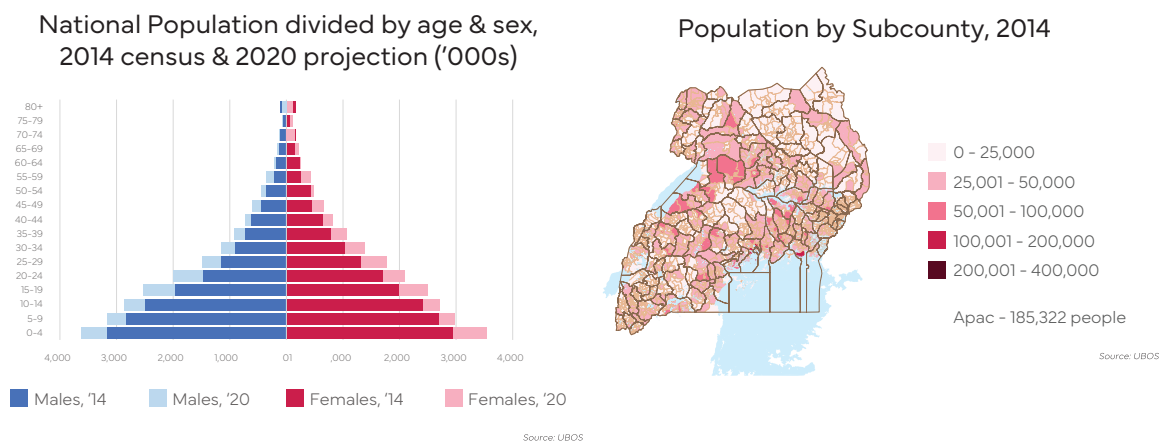 National Population divided by age & sex,
2014 census & 2020 projection ('000s)
80+
75-79
70-74
65-69
60-64
55-59
50-54
45-49
40-44
35-39
30-34
25-29
20-24
15-19
10-14
5-9
0-4
4,000 3,000 2,000 1,000 01 ,000 2,000 3,000 4,000
Males, '14 Males, '20 Females, '14 Females, '20
Source: UBOS
Population by Subcounty, 2014
0 - 25,000
25,001 - 50,000
50,001 - 100,000
100,001 - 200,000
200,001 - 400,000
Apac - 185,322 people
Source: UBOS